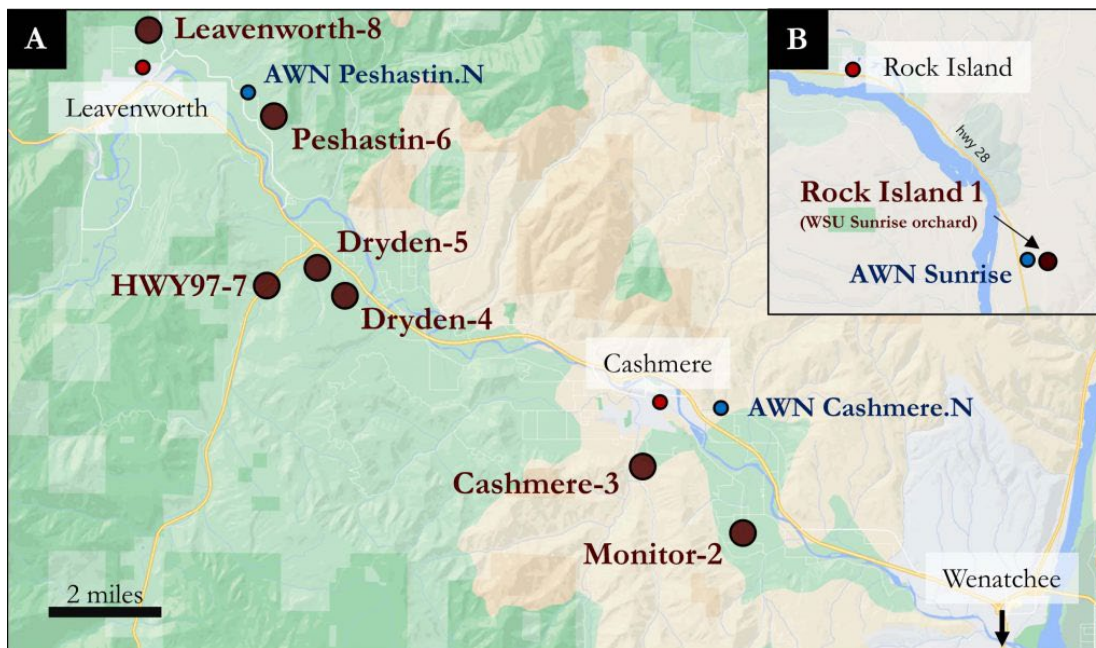 A
Leavenworth-8
AWN Peshastin.N
Leavenworth
Peshastin-6
Dryden-5
HWY97-7
Dryden-4
Cashmere
AWN Cashmere.N
Cashmere-3
Monitor-2
Wenatchee
2 miles
B
Rock Island
hwy 28
Rock Island 1
(WSU Sunrise orchard)
AWN Sunrise